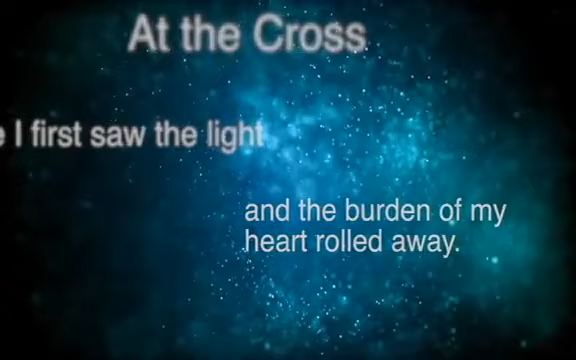 At the Cross
I first saw the light
and the burden of my
heart rolled away.